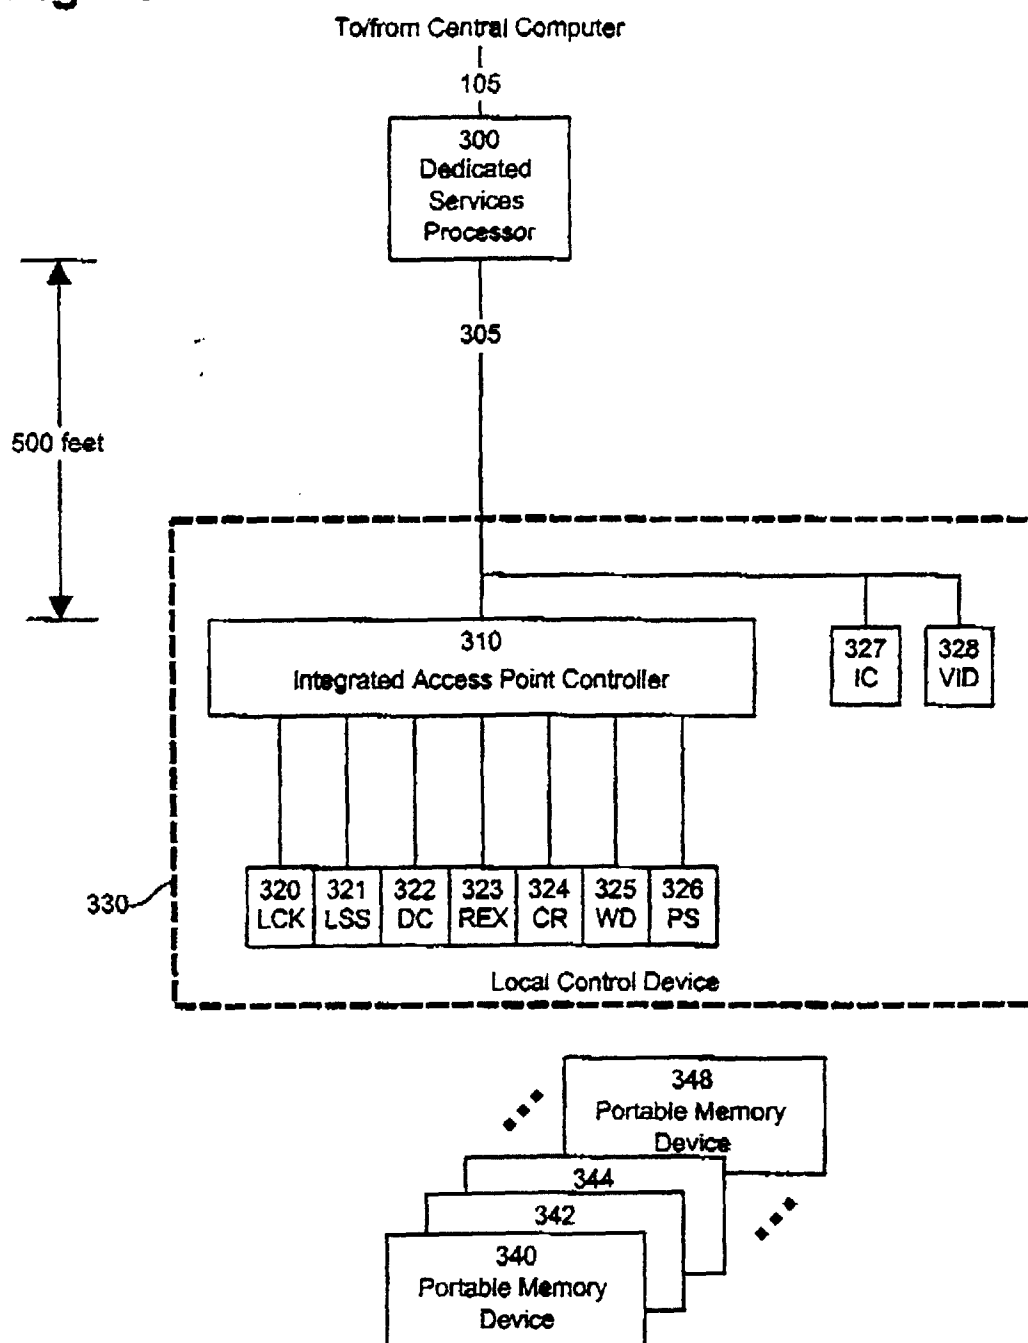 To/from Central Computer
105
300
Dedicated
Services
Processor
305
500 feet
310
Integrated Access Point Controller
327
IC
328
VID
320
LCK
321
LSS
322
DC
323
REX
324
CR
325
WD
326
PS
330
Local Control Device
348
Portable Memory
Device
344
342
340
Portable Memory
Device